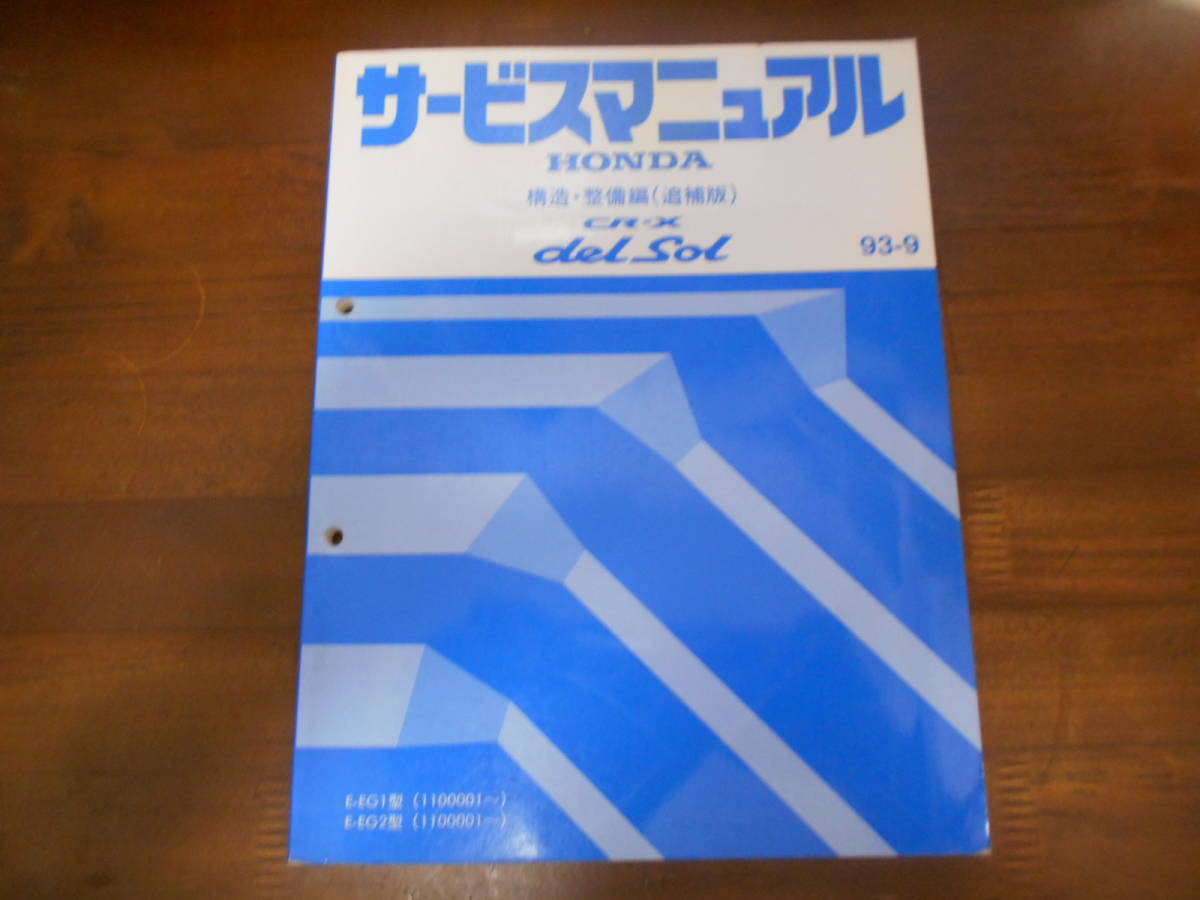 サービスマニュアル
HONDA
構造・整備編(追補版)
CR-X
del Sol 93-9
E-EG1型 (1100001〜)
E-EG2型 (1100001〜)